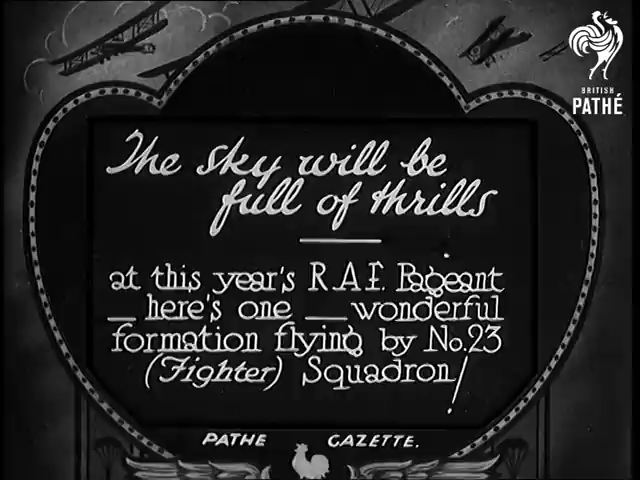 BRITISH
PATHÉ
The sky will be
full of thrills
at this year's R.A.F. Pageant
_ here's one _ wonderful
formation flying by No. 23
(Fighter) Squadron!
PATHE GAZETTE.